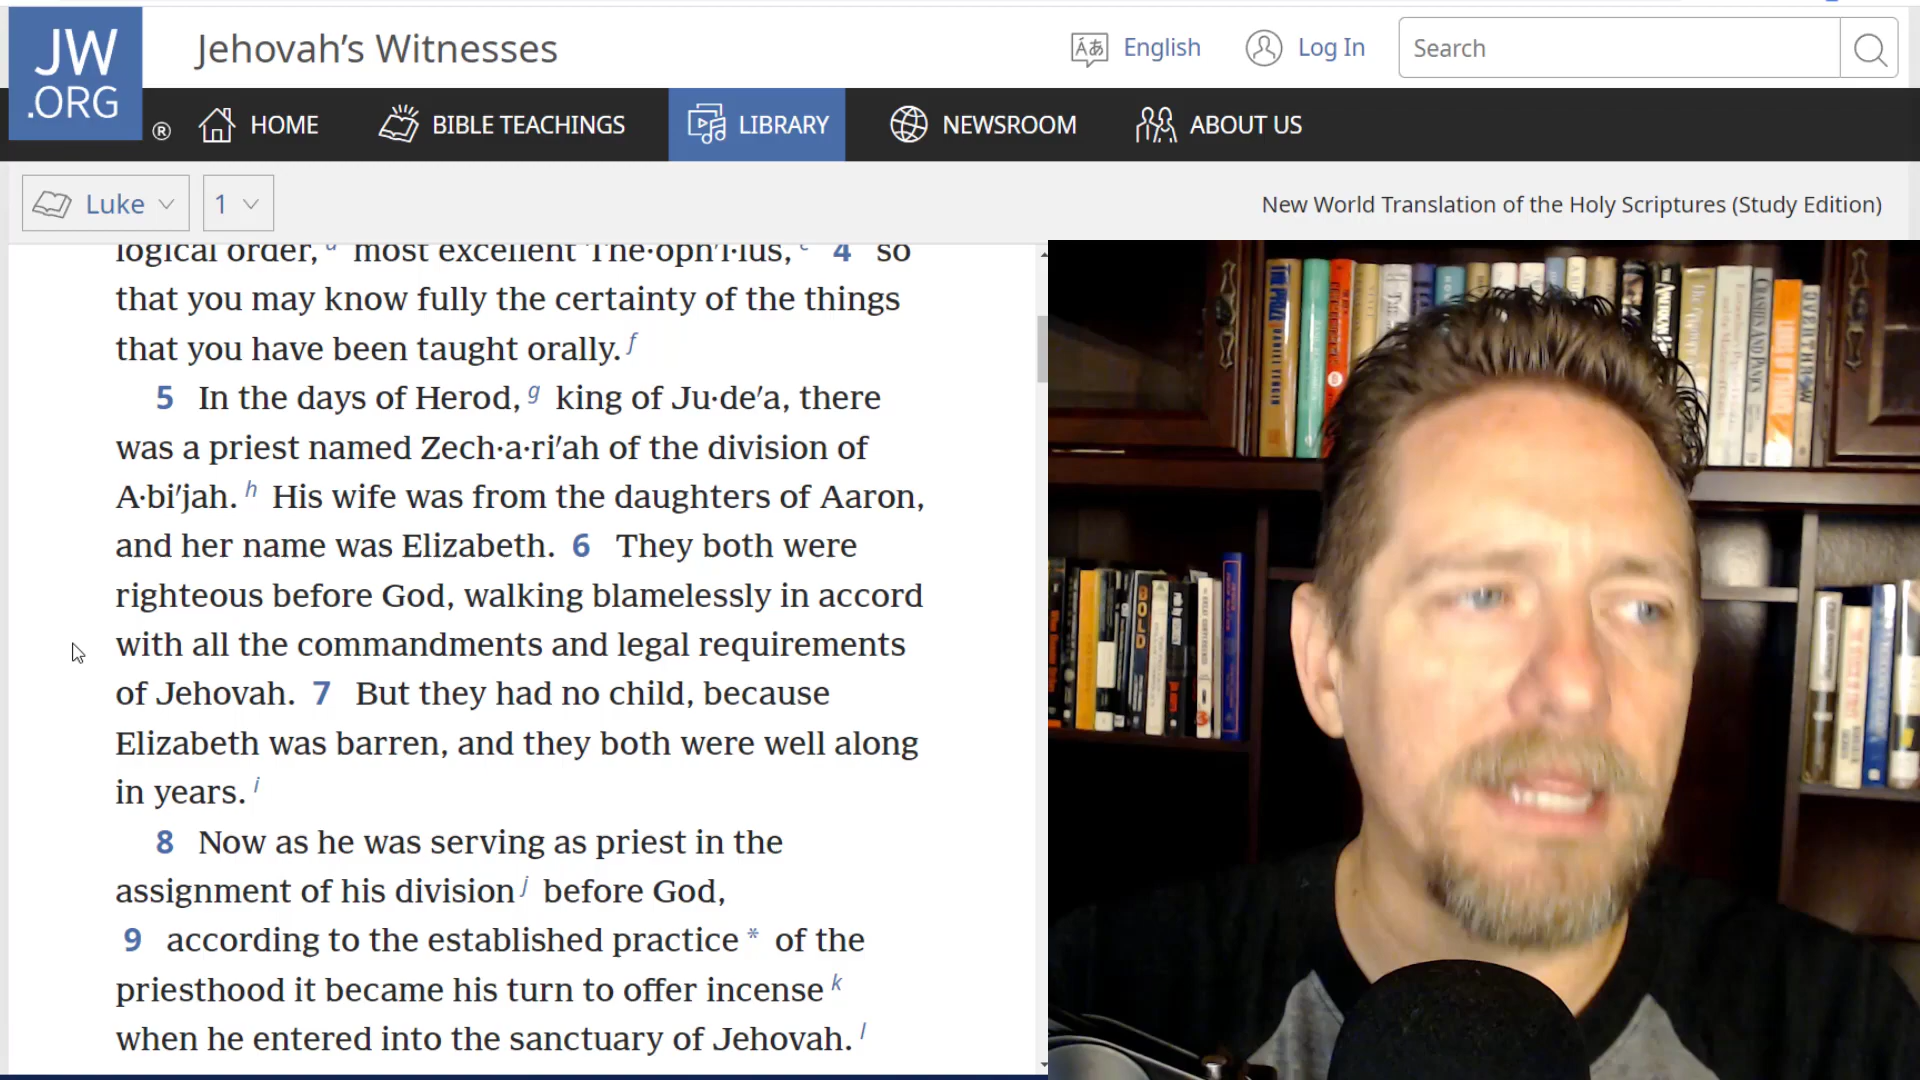 JW
.ORG
®
Jehovah's Witnesses
English
Log In
Search
HOME
BIBLE TEACHINGS
LIBRARY
NEWSROOM
ABOUT US
Luke
1
New World Translation of the Holy Scriptures (Study Edition)
logical order, most excellent The·oph′i·lus, 4 so
that you may know fully the certainty of the things
that you have been taught orally. f
5 In the days of Herod, g king of Ju·de′a, there
was a priest named Zech·a·ri′ah of the division of
A·bi′jah. h His wife was from the daughters of Aaron,
and her name was Elizabeth. 6 They both were
righteous before God, walking blamelessly in accord
with all the commandments and legal requirements
of Jehovah. 7 But they had no child, because
Elizabeth was barren, and they both were well along
in years. i
8 Now as he was serving as priest in the
assignment of his division j before God,
9 according to the established practice * of the
priesthood it became his turn to offer incense k
when he entered into the sanctuary of Jehovah. l
GOLD